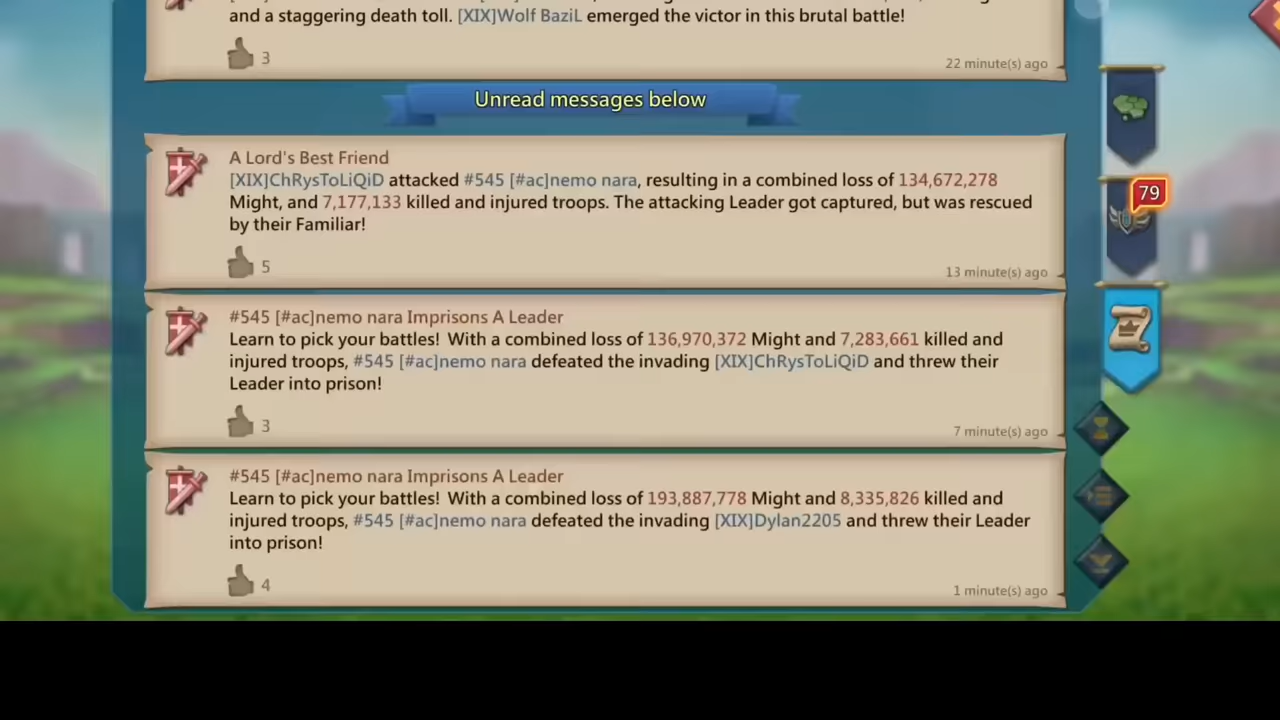 and a staggering death toll. [XIX]Wolf BaziL emerged the victor in this brutal battle!
3
22 minute(s) ago
Unread messages below
A Lord's Best Friend
[XIX]ChRysToLiQiD attacked #545 [#ac]nemo nara, resulting in a combined loss of 134,672,278
Might, and 7,177,133 killed and injured troops. The attacking Leader got captured, but was rescued
by their Familiar!
5
13 minute(s) ago
79
#545 [#ac]nemo nara Imprisons A Leader
Learn to pick your battles! With a combined loss of 136,970,372 Might and 7,283,661 killed and
injured troops, #545 [#ac]nemo nara defeated the invading [XIX]ChRysToLiQiD and threw their
Leader into prison!
3
7 minute(s) ago
#545 [#ac]nemo nara Imprisons A Leader
Learn to pick your battles! With a combined loss of 193,887,778 Might and 8,335,826 killed and
injured troops, #545 [#ac]nemo nara defeated the invading [XIX]Dylan2205 and threw their Leader
into prison!
4
1 minute(s) ago